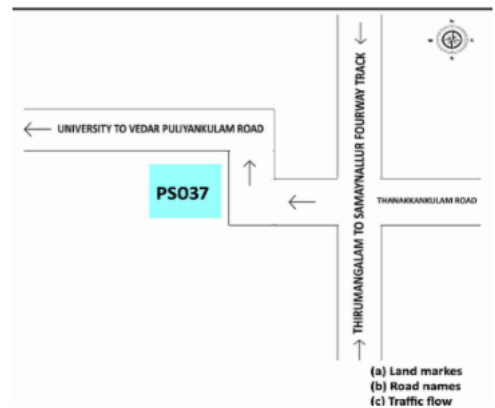 UNIVERSITY TO VEDAR PULIYANKULAM ROAD
THIRUMANGALAM TO SAMAYNALLUR FOURWAY TRACK
PS037
THANAKKANKULAM ROAD
(a) Land markes
(b) Road names
(c) Traffic flow